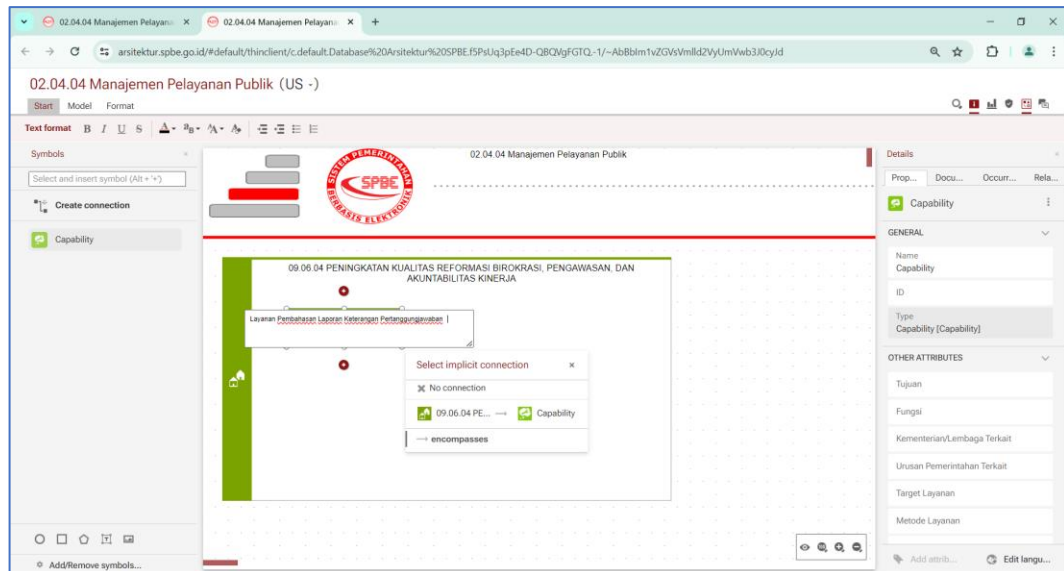 02.04.04 Manajemen Pelayana
02.04.04 Manajemen Pelayana
arsitektur.spbe.go.id/#default/thinclient/c.default.Database%20Arsitektur%20SPBE.fSPsUq3pEe4D-QBQVgFGTQ.-1/~AbBbIm1vZGVsVmlld2VyUmVwb3J0cyJd
02.04.04 Manajemen Pelayanan Publik (US -)
Start Model Format
Text format B I U S
Symbols
Select and insert symbol (Alt + '+')
Create connection
Capability
Add/Remove symbols...
SISTEM PEMERINTAHAN
SPBE
BERBASIS ELEKTRONIK
02.04.04 Manajemen Pelayanan Publik
09.06.04 PENINGKATAN KUALITAS REFORMASI BIROKRASI, PENGAWASAN, DAN
AKUNTABILITAS KINERJA
Layanan Pembahasan Laporan Keterangan Pertanggungjawaban
Select implicit connection
No connection
09.06.04 PE... → Capability
→ encompasses
Details
Prop... Docu... Occurr... Rela...
Capability
GENERAL
Name
Capability
ID
Type
Capability [Capability]
OTHER ATTRIBUTES
Tujuan
Fungsi
Kementerian/Lembaga Terkait
Urusan Pemerintahan Terkait
Target Layanan
Metode Layanan
Add attrib... Edit langu...